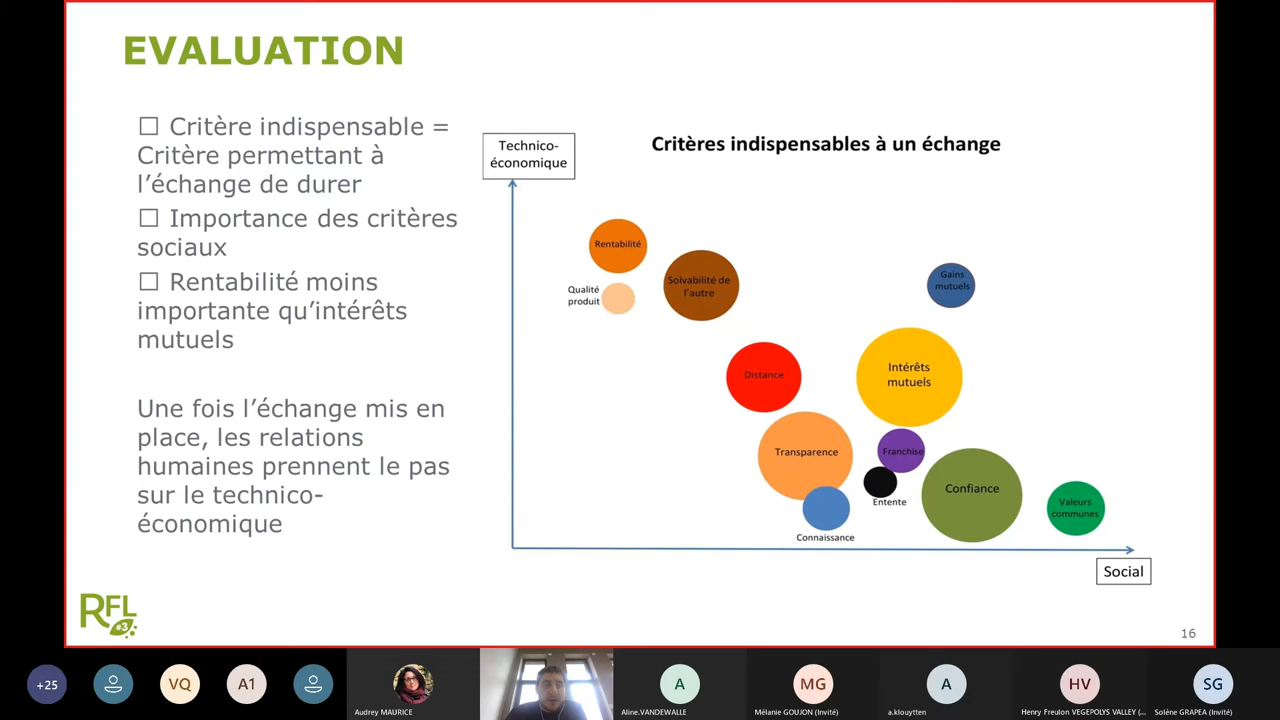 EVALUATION
☐ Critère indispensable =
Critère permettant à
l’échange de durer
☐ Importance des critères
sociaux
☐ Rentabilité moins
importante qu’intérêts
mutuels
Une fois l’échange mis en
place, les relations
humaines prennent le pas
sur le technico-
économique
Technico-
économique
Critères indispensables à un échange
Rentabilité
Qualité
produit
Solvabilité de
l’autre
Gains
mutuels
Distance
Intérêts
mutuels
Transparence
Franchise
Entente
Confiance
Valeurs
communes
Connaissance
Social
RFL
#3
16
+25
VQ
A1
Audrey MAURICE
A
Aline.VANDEWALLE
MG
Mélanie GOUJON (Invité)
A
a.klouytten
HV
Henry Freulon VEGEPOLYS VALLEY (...
SG
Solène GRAPEA (Invité)